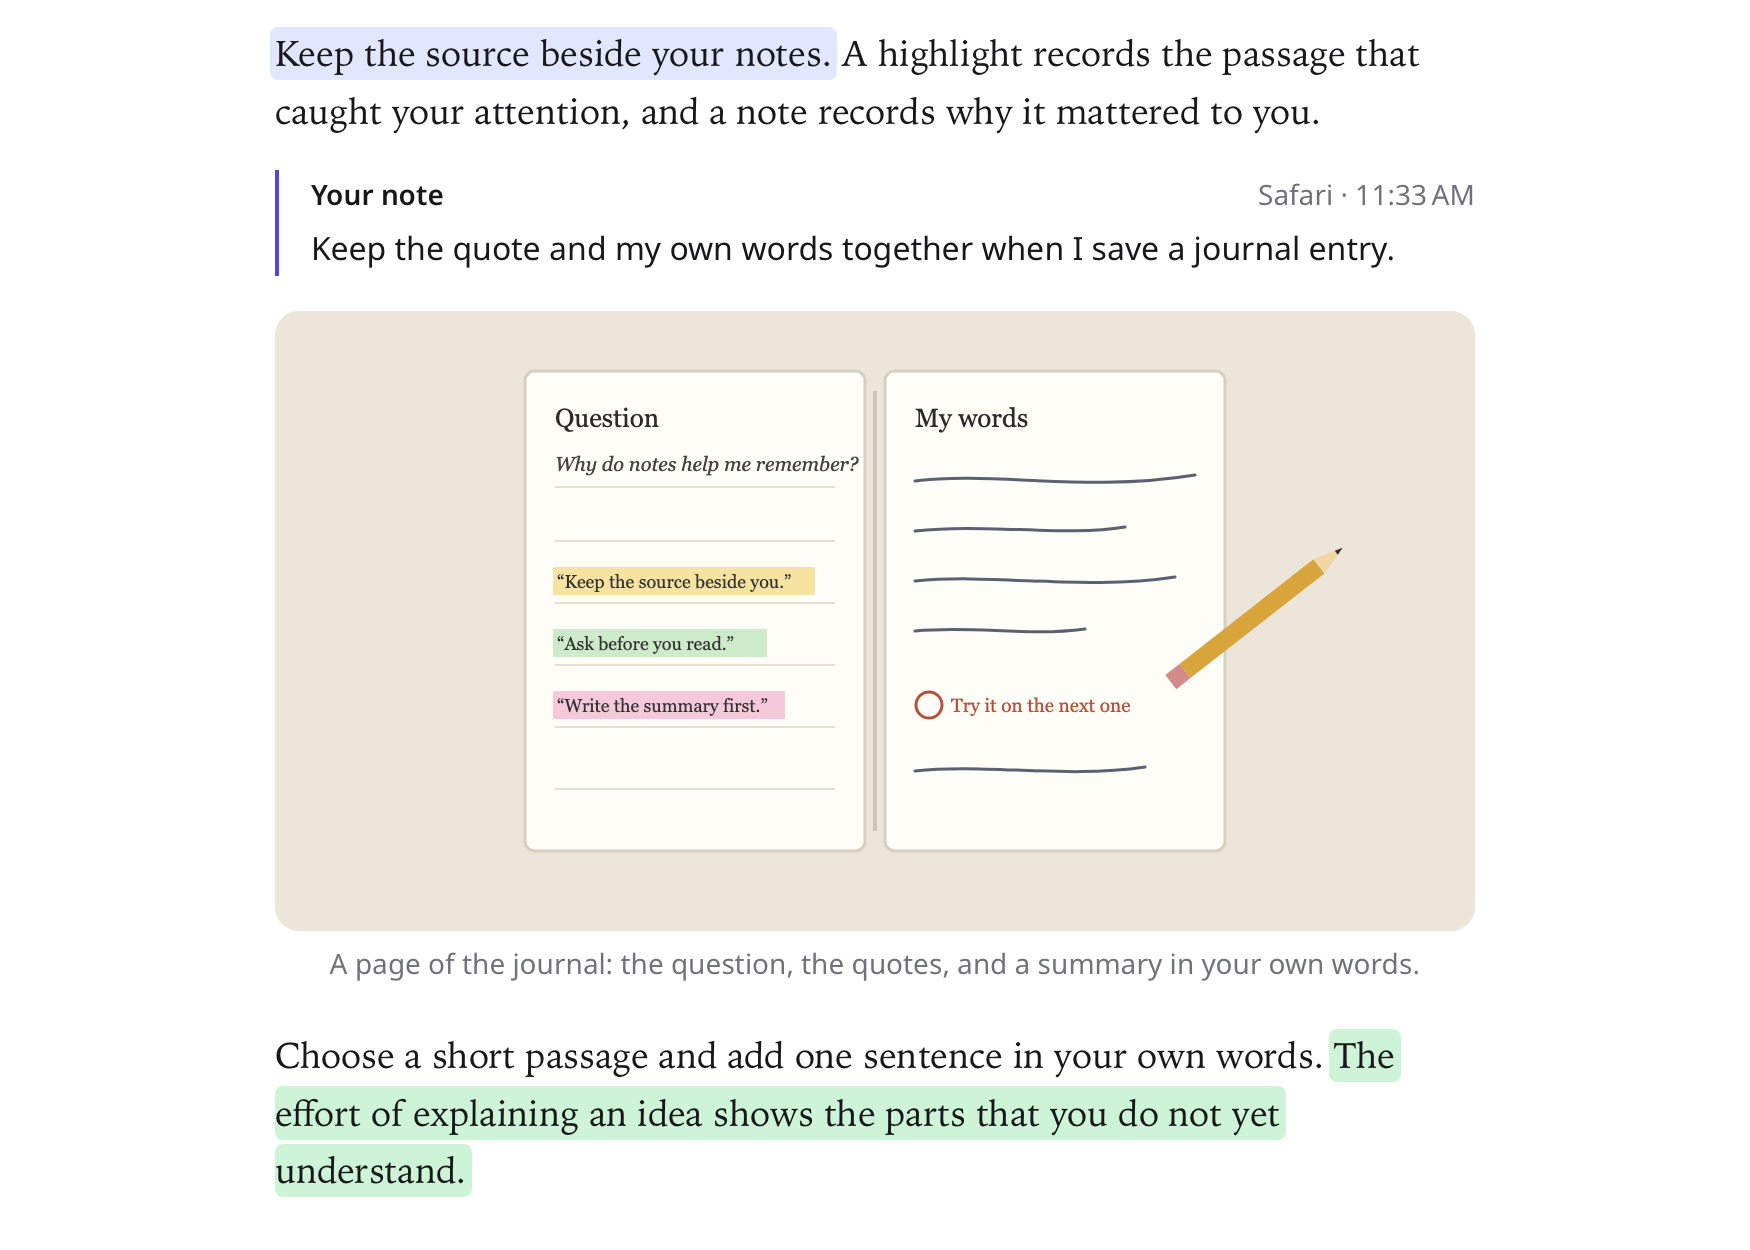 Keep the source beside your notes. A highlight records the passage that
caught your attention, and a note records why it mattered to you.
Your note
Safari · 11:33 AM
Keep the quote and my own words together when I save a journal entry.
Question
Why do notes help me remember?
“Keep the source beside you.”
“Ask before you read.”
“Write the summary first.”
My words
Try it on the next one
A page of the journal: the question, the quotes, and a summary in your own words.
Choose a short passage and add one sentence in your own words. The
effort of explaining an idea shows the parts that you do not yet
understand.